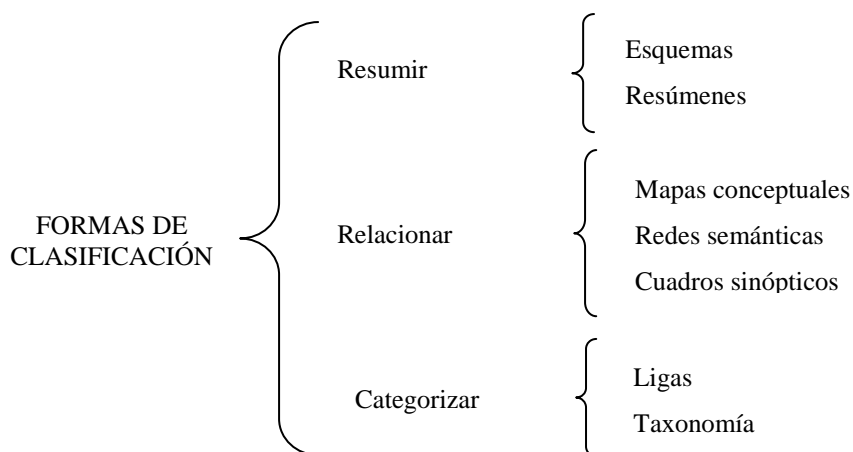 FORMAS DE
CLASIFICACIÓN
Resumir
Esquemas
Resúmenes
Relacionar
Mapas conceptuales
Redes semánticas
Cuadros sinópticos
Categorizar
Ligas
Taxonomía